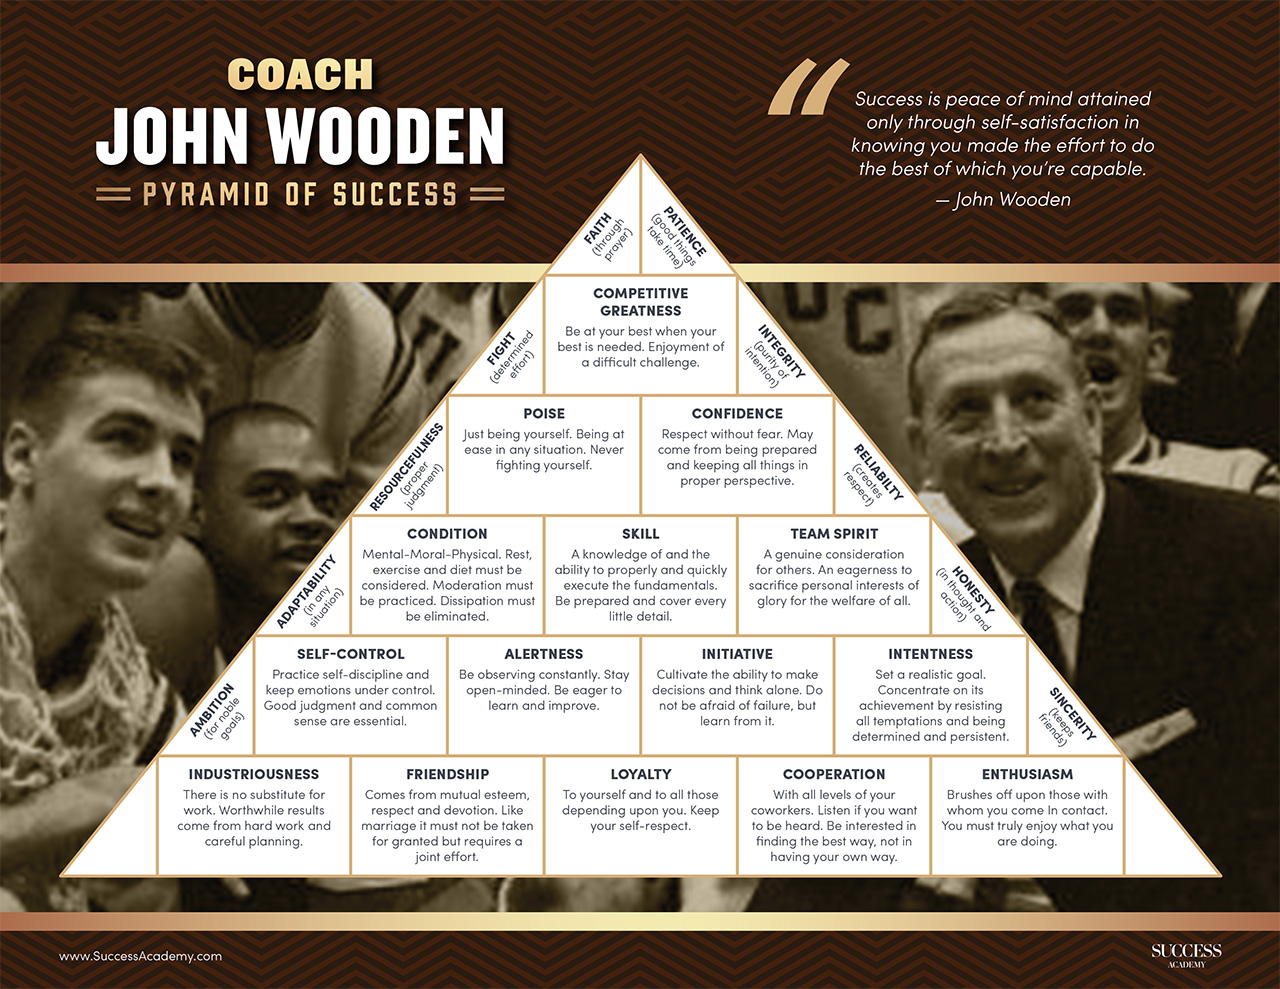 COACH
JOHN WOODEN
PYRAMID OF SUCCESS
“
Success is peace of mind attained
only through self-satisfaction in
knowing you made the effort to do
the best of which you’re capable.
— John Wooden
FAITH
(through
prayer)
PATIENCE
(good things
take time)
COMPETITIVE
GREATNESS
Be at your best when your
best is needed. Enjoyment of
a difficult challenge.
FIGHT
(determined
effort)
INTEGRITY
(purity of
intention)
POISE
Just being yourself. Being at
ease in any situation. Never
fighting yourself.
CONFIDENCE
Respect without fear. May
come from being prepared
and keeping all things in
proper perspective.
RESOURCEFULNESS
(proper
judgment)
RELIABILTY
(creates
respect)
CONDITION
Mental-Moral-Physical. Rest,
exercise and diet must be
considered. Moderation must
be practiced. Dissipation must
be eliminated.
SKILL
A knowledge of and the
ability to properly and quickly
execute the fundamentals.
Be prepared and cover every
little detail.
TEAM SPIRIT
A genuine consideration
for others. An eagerness to
sacrifice personal interests of
glory for the welfare of all.
ADAPTABILITY
(in any
situation)
HONESTY
(in thought and
action)
SELF-CONTROL
Practice self-discipline and
keep emotions under control.
Good judgment and common
sense are essential.
ALERTNESS
Be observing constantly. Stay
open-minded. Be eager to
learn and improve.
INITIATIVE
Cultivate the ability to make
decisions and think alone. Do
not be afraid of failure, but
learn from it.
INTENTNESS
Set a realistic goal.
Concentrate on its
achievement by resisting
all temptations and being
determined and persistent.
AMBITION
(for noble
goals)
SINCERITY
(keeps
friends)
INDUSTRIOUSNESS
There is no substitute for
work. Worthwhile results
come from hard work and
careful planning.
FRIENDSHIP
Comes from mutual esteem,
respect and devotion. Like
marriage it must not be taken
for granted but requires a
joint effort.
LOYALTY
To yourself and to all those
depending upon you. Keep
your self-respect.
COOPERATION
With all levels of your
coworkers. Listen if you want
to be heard. Be interested in
finding the best way, not in
having your own way.
ENTHUSIASM
Brushes off upon those with
whom you come In contact.
You must truly enjoy what you
are doing.
www.SuccessAcademy.com
SUCCESS
ACADEMY